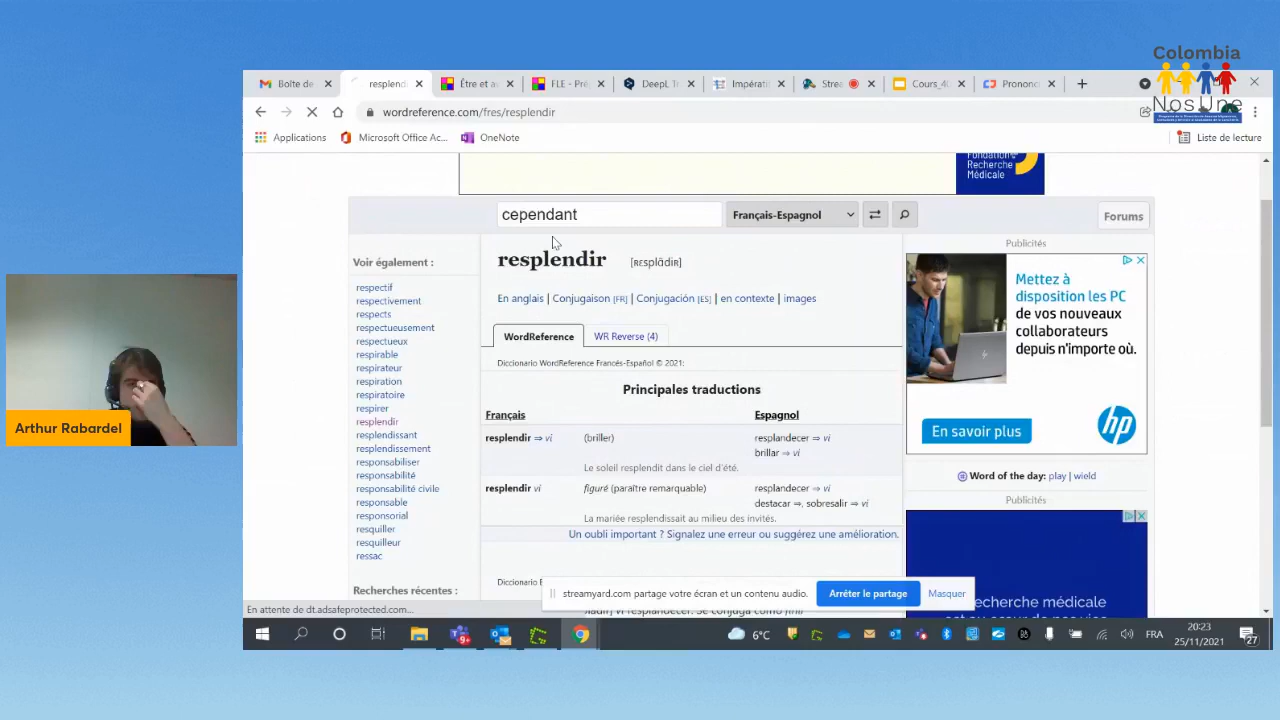 Colombia
NosUne
Boîte de
resplendi
Être et a
FLE - Pré
DeepL Tr
Impérati
Strea
Cours_40
Prononc
wordreference.com/fres/resplendir
Applications
Microsoft Office Ac...
OneNote
Liste de lecture
Fondation
Recherche
Médicale
cependant
Français-Espagnol
Forums
Voir également :
respectif
respectivement
respects
respectueusement
respectueux
respirable
respirateur
respiration
respiratoire
respirer
resplendir
resplendissant
resplendissement
responsabiliser
responsabilité
responsabilité civile
responsable
responsorial
resquiller
resquilleur
ressac
Recherches récentes :
resplendir [ʀɛsplɑ̃diʀ]
En anglais | Conjugaison [FR] | Conjugación [ES] | en contexte | images
WordReference
WR Reverse (4)
Diccionario WordReference Francés-Español © 2021:
Principales traductions
Français Espagnol
resplendir ⇒ vi (briller) resplandecer ⇒ vi
brillar ⇒ vi
Le soleil resplendit dans le ciel d'été.
resplendir vi figuré (paraître remarquable) resplandecer ⇒ vi
destacar ⇒, sobresalir ⇒ vi
La mariée resplendissait au milieu des invités.
Un oubli important ? Signalez une erreur ou suggérez une amélioration.
Diccionario
Publicités
Mettez à
disposition les PC
de vos nouveaux
collaborateurs
depuis n'importe où.
En savoir plus
hp
Word of the day: play | wield
Publicités
echerche médicale
streamyard.com partage votre écran et un contenu audio.
Arrêter le partage
Masquer
En attente de dt.adsafeprotected.com...
6°C
FRA
20:23
25/11/2021
27
Arthur Rabardel